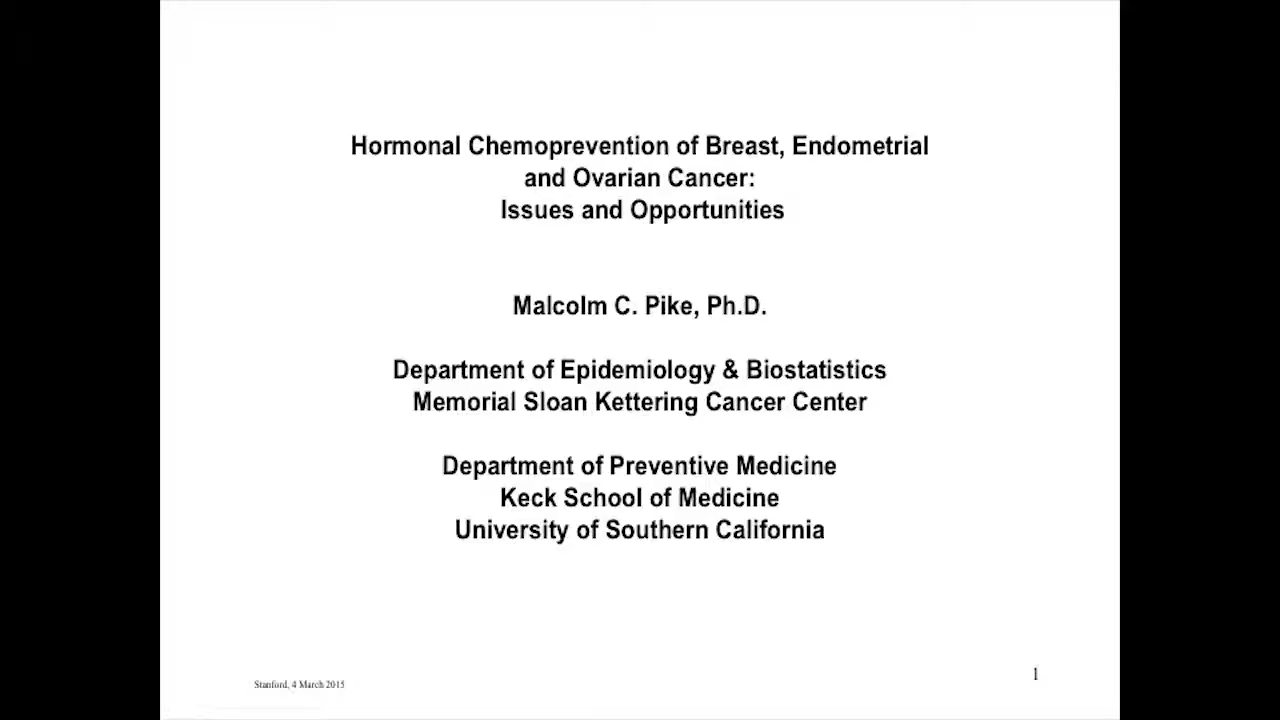 Hormonal Chemoprevention of Breast, Endometrial
and Ovarian Cancer:
Issues and Opportunities
Malcolm C. Pike, Ph.D.
Department of Epidemiology & Biostatistics
Memorial Sloan Kettering Cancer Center
Department of Preventive Medicine
Keck School of Medicine
University of Southern California
Stanford, 4 March 2015
1